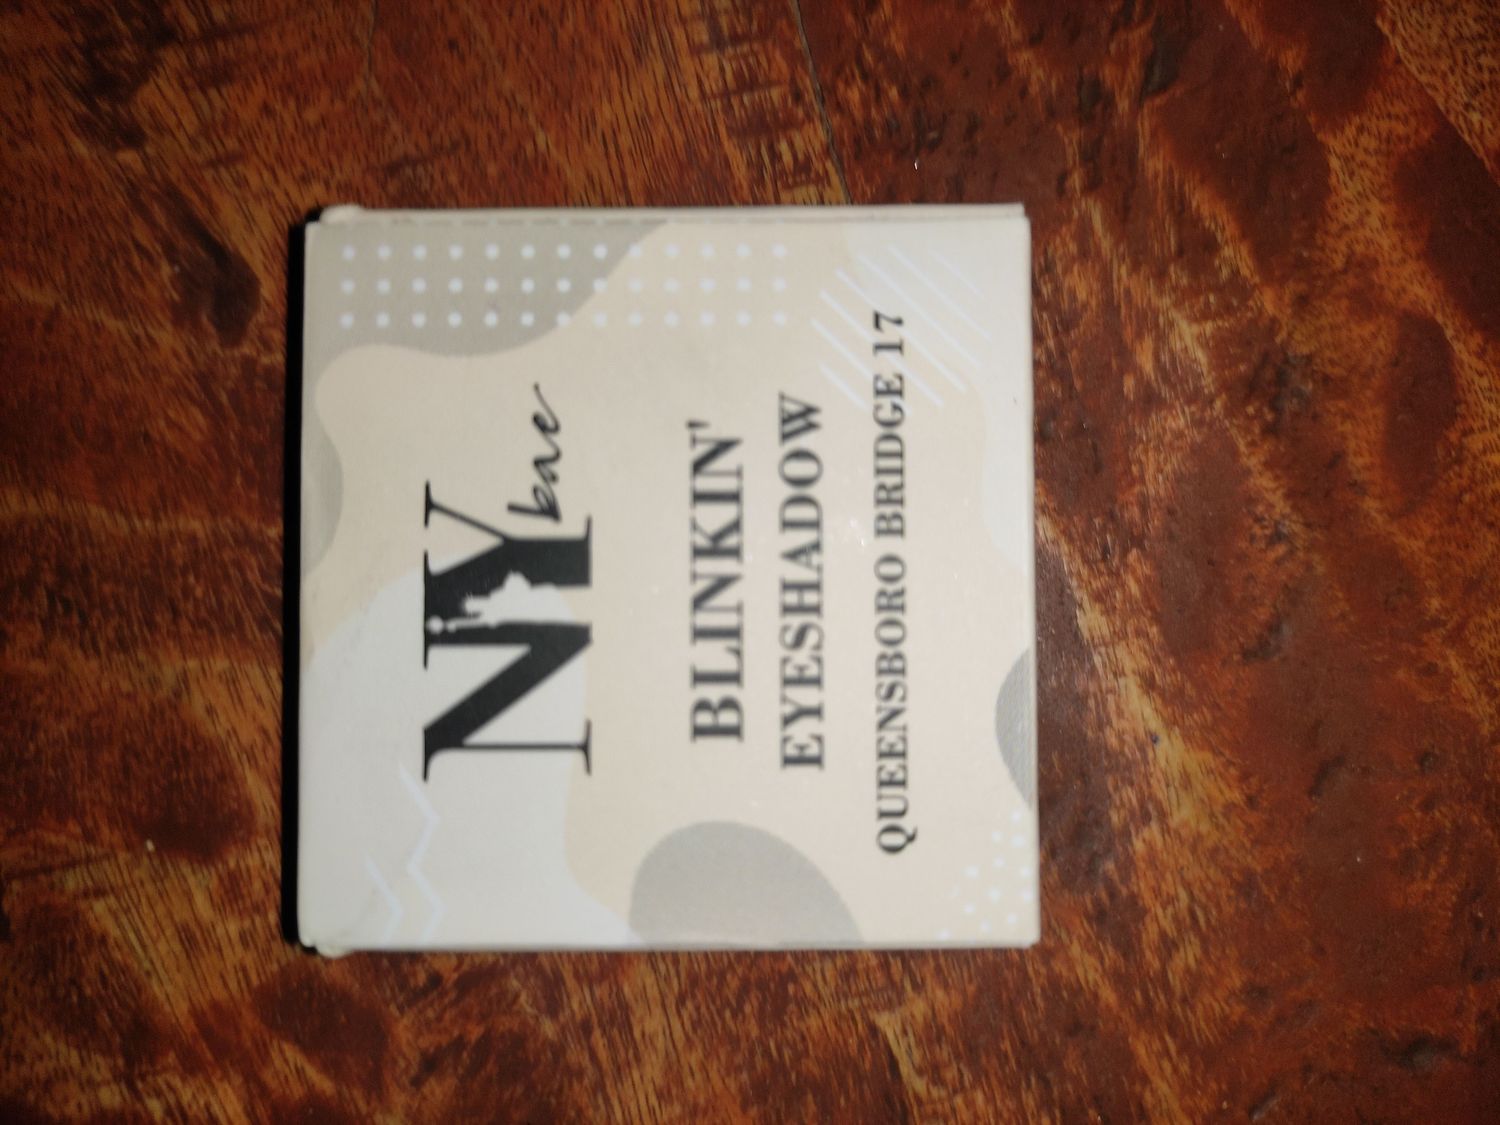 NY bae
BLINKIN'
EYESHADOW
QUEENSBORO BRIDGE 17